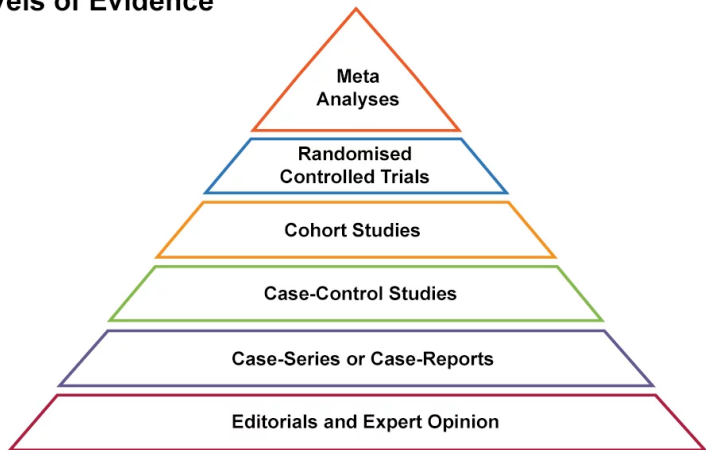 of Evidence
Meta
Analyses
Randomised
Controlled Trials
Cohort Studies
Case-Control Studies
Case-Series or Case-Reports
Editorials and Expert Opinion